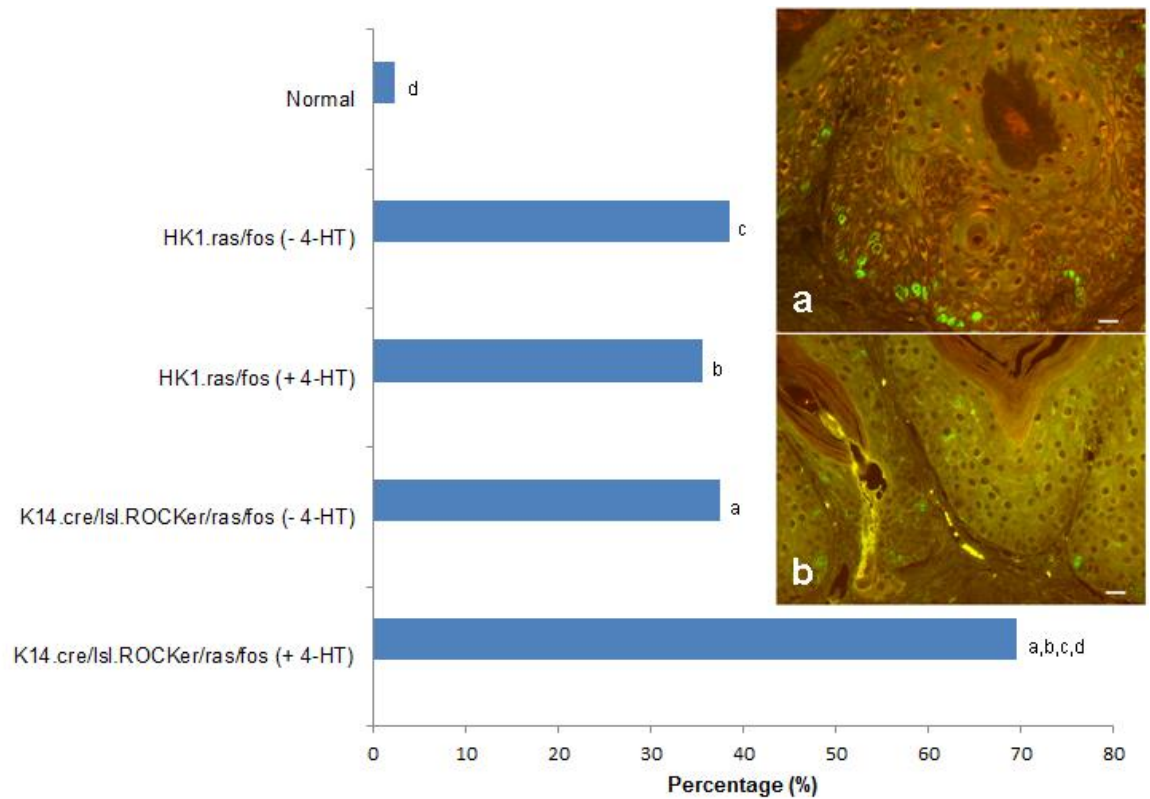 Normal
d
HK1.ras/fos (- 4-HT)
c
HK1.ras/fos (+ 4-HT)
b
K14.cre/lsl.ROCKer/ras/fos (- 4-HT)
a
K14.cre/lsl.ROCKer/ras/fos (+ 4-HT)
a,b,c,d
0 10 20 30 40 50 60 70 80
Percentage (%)
a
b